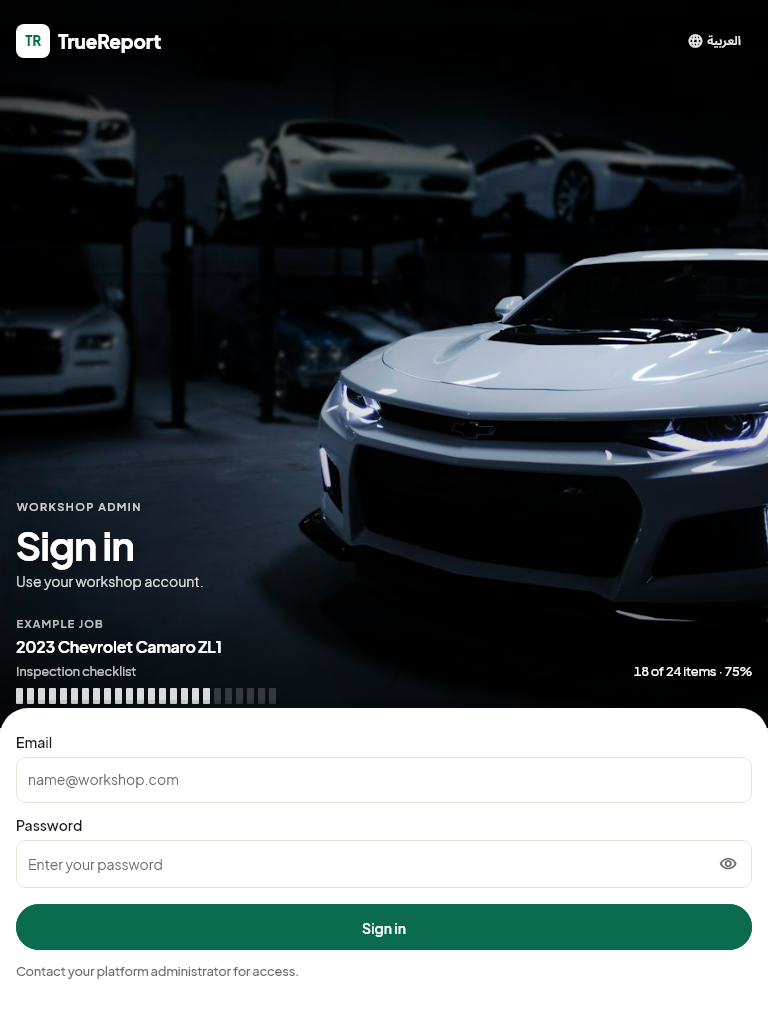 TR TrueReport
العربية
WORKSHOP ADMIN
Sign in
Use your workshop account.
EXAMPLE JOB
2023 Chevrolet Camaro ZL1
Inspection checklist 18 of 24 items · 75%
Email
name@workshop.com
Password
Enter your password
Sign in
Contact your platform administrator for access.